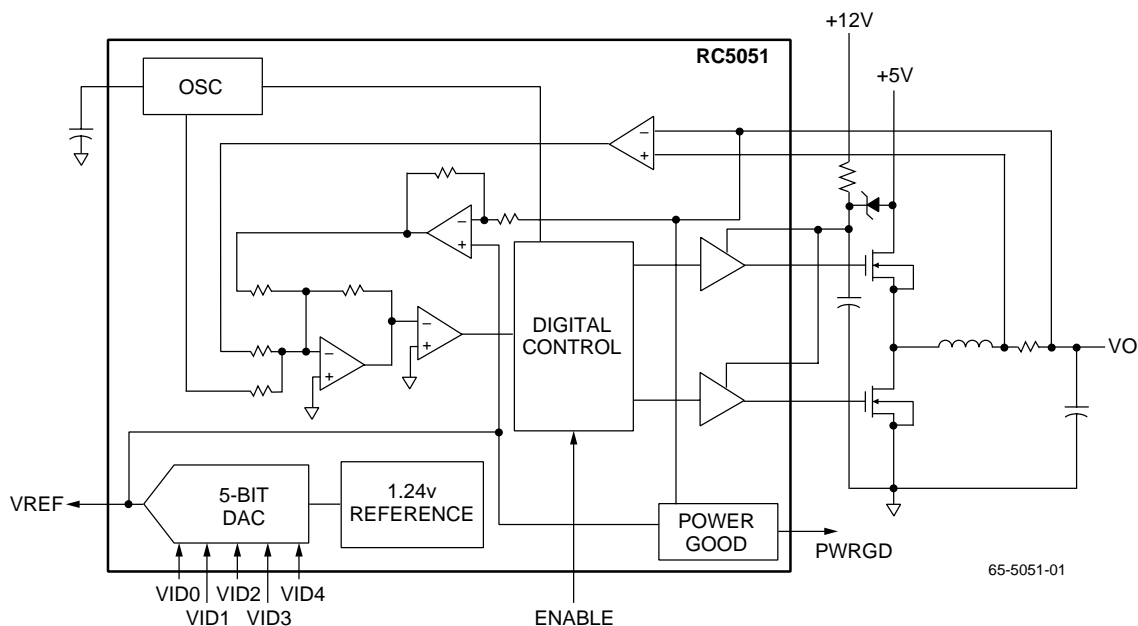 +12V
RC5051
+5V
OSC
–
+
–
+
–
+
–
+
DIGITAL
CONTROL
VO
VREF
5-BIT
DAC
1.24v
REFERENCE
POWER
GOOD
PWRGD
VID0
VID1
VID2
VID3
VID4
ENABLE
65-5051-01